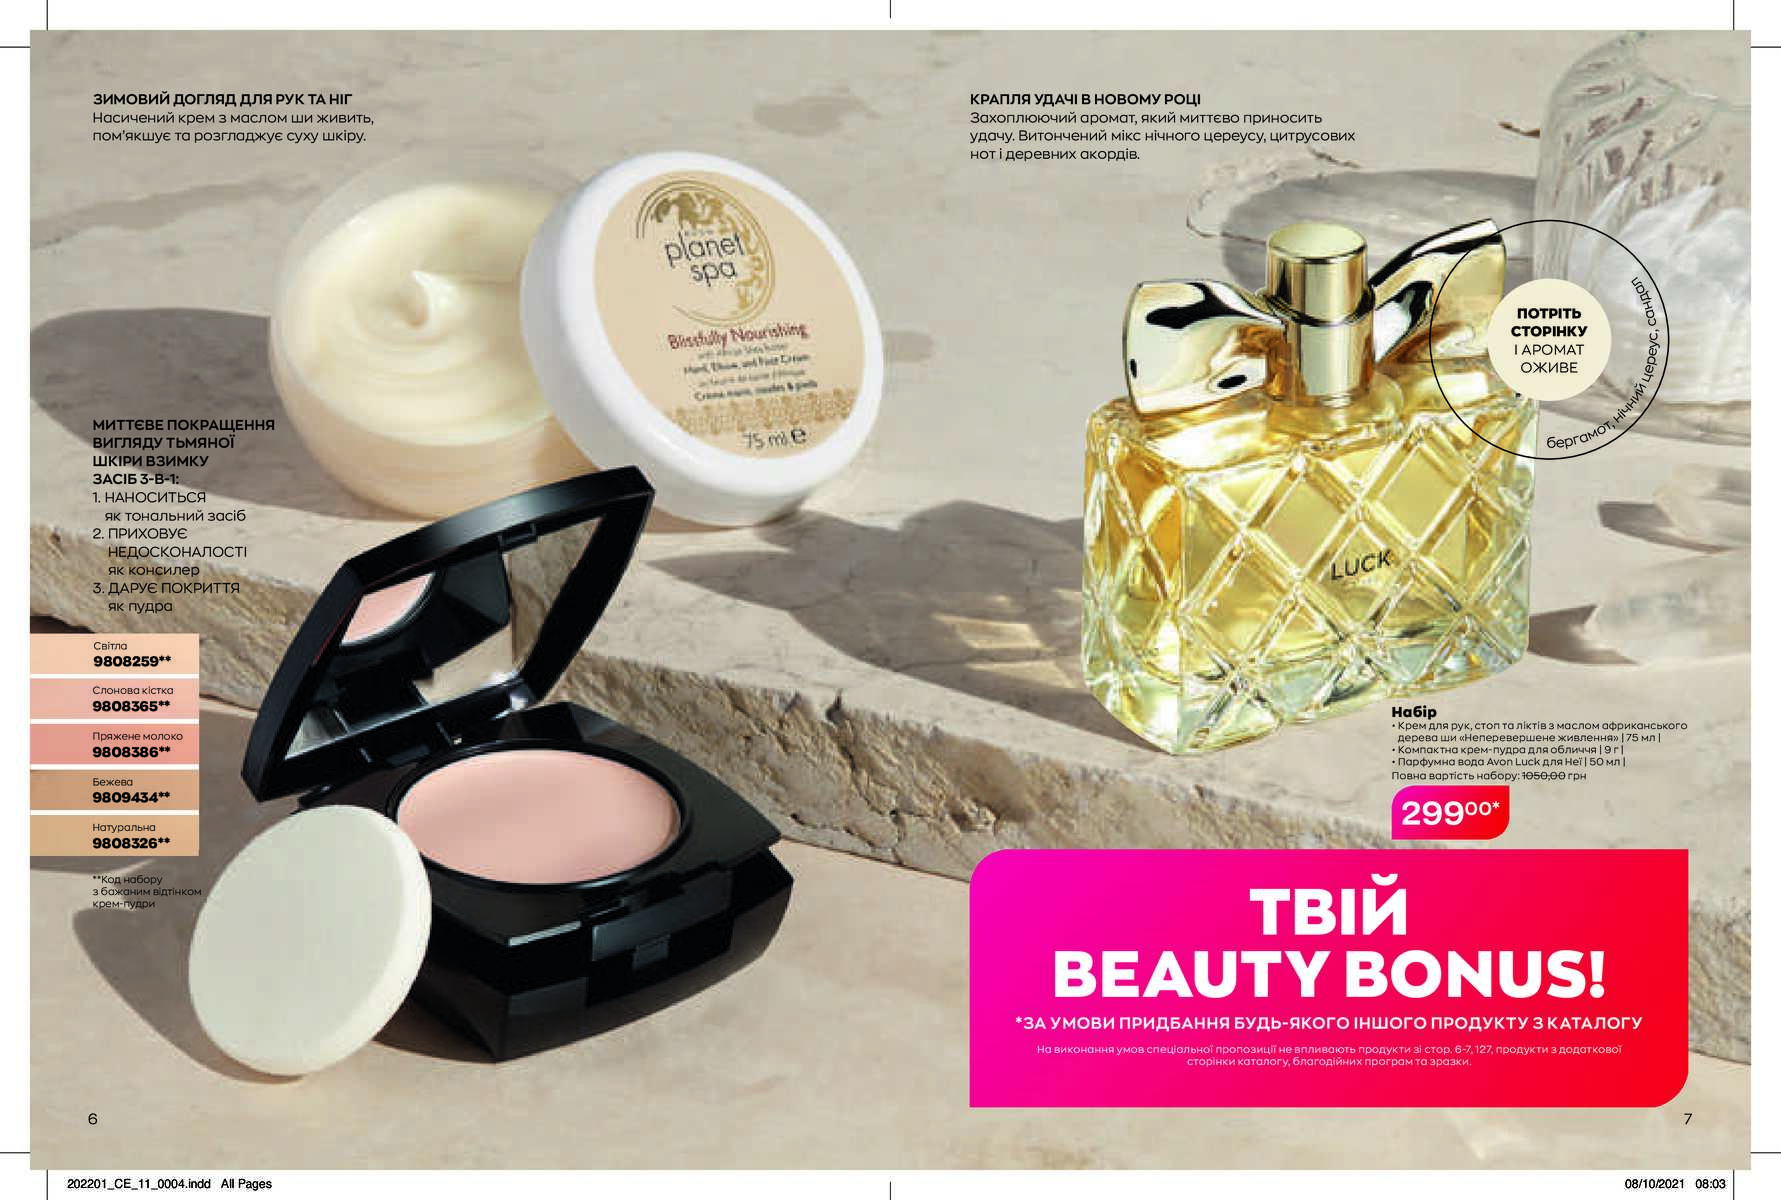 ЗИМОВИЙ ДОГЛЯД ДЛЯ РУК ТА НІГ
Насичений крем з маслом ши живить,
пом’якшує та розгладжує суху шкіру.
planet
spa
Blissfully Nourishing
with African Shea Butter
Hand, Elbow, and Foot Cream
Crème mains, coudes & pieds
75 ml ℮
МИТТЄВЕ ПОКРАЩЕННЯ
ВИГЛЯДУ ТЬМЯНОЇ
ШКІРИ ВЗИМКУ
ЗАСІБ 3-В-1:
1. НАНОСИТЬСЯ
як тональний засіб
2. ПРИХОВУЄ
НЕДОСКОНАЛОСТІ
як консилер
3. ДАРУЄ ПОКРИТТЯ
як пудра
Світла
9808259**
Слонова кістка
9808365**
Пряжене молоко
9808386**
Бежева
9809434**
Натуральна
9808326**
**Код набору
з бажаним відтінком
крем-пудри
6
КРАПЛЯ УДАЧІ В НОВОМУ РОЦІ
Захоплюючий аромат, який миттєво приносить
удачу. Витончений мікс нічного цереусу, цитрусових
нот і деревних акордів.
ПОТРІТЬ
СТОРІНКУ
І АРОМАТ
ОЖИВЕ
бергамот, нічний цереус, сандал
LUCK
Набір
• Крем для рук, стоп та ліктів з маслом африканського
дерева ши «Неперевершене живлення» | 75 мл |
• Компактна крем-пудра для обличчя | 9 г |
• Парфумна вода Avon Luck для Неї | 50 мл |
Повна вартість набору: 1050,00 грн
29900*
ТВІЙ
BEAUTY BONUS!
*ЗА УМОВИ ПРИДБАННЯ БУДЬ-ЯКОГО ІНШОГО ПРОДУКТУ З КАТАЛОГУ
На виконання умов спеціальної пропозиції не впливають продукти зі стор. 6-7, 127, продукти з додаткової
сторінки каталогу, благодійних програм та зразки.
7
202201_CE_11_0004.indd   All Pages
08/10/2021   08:03